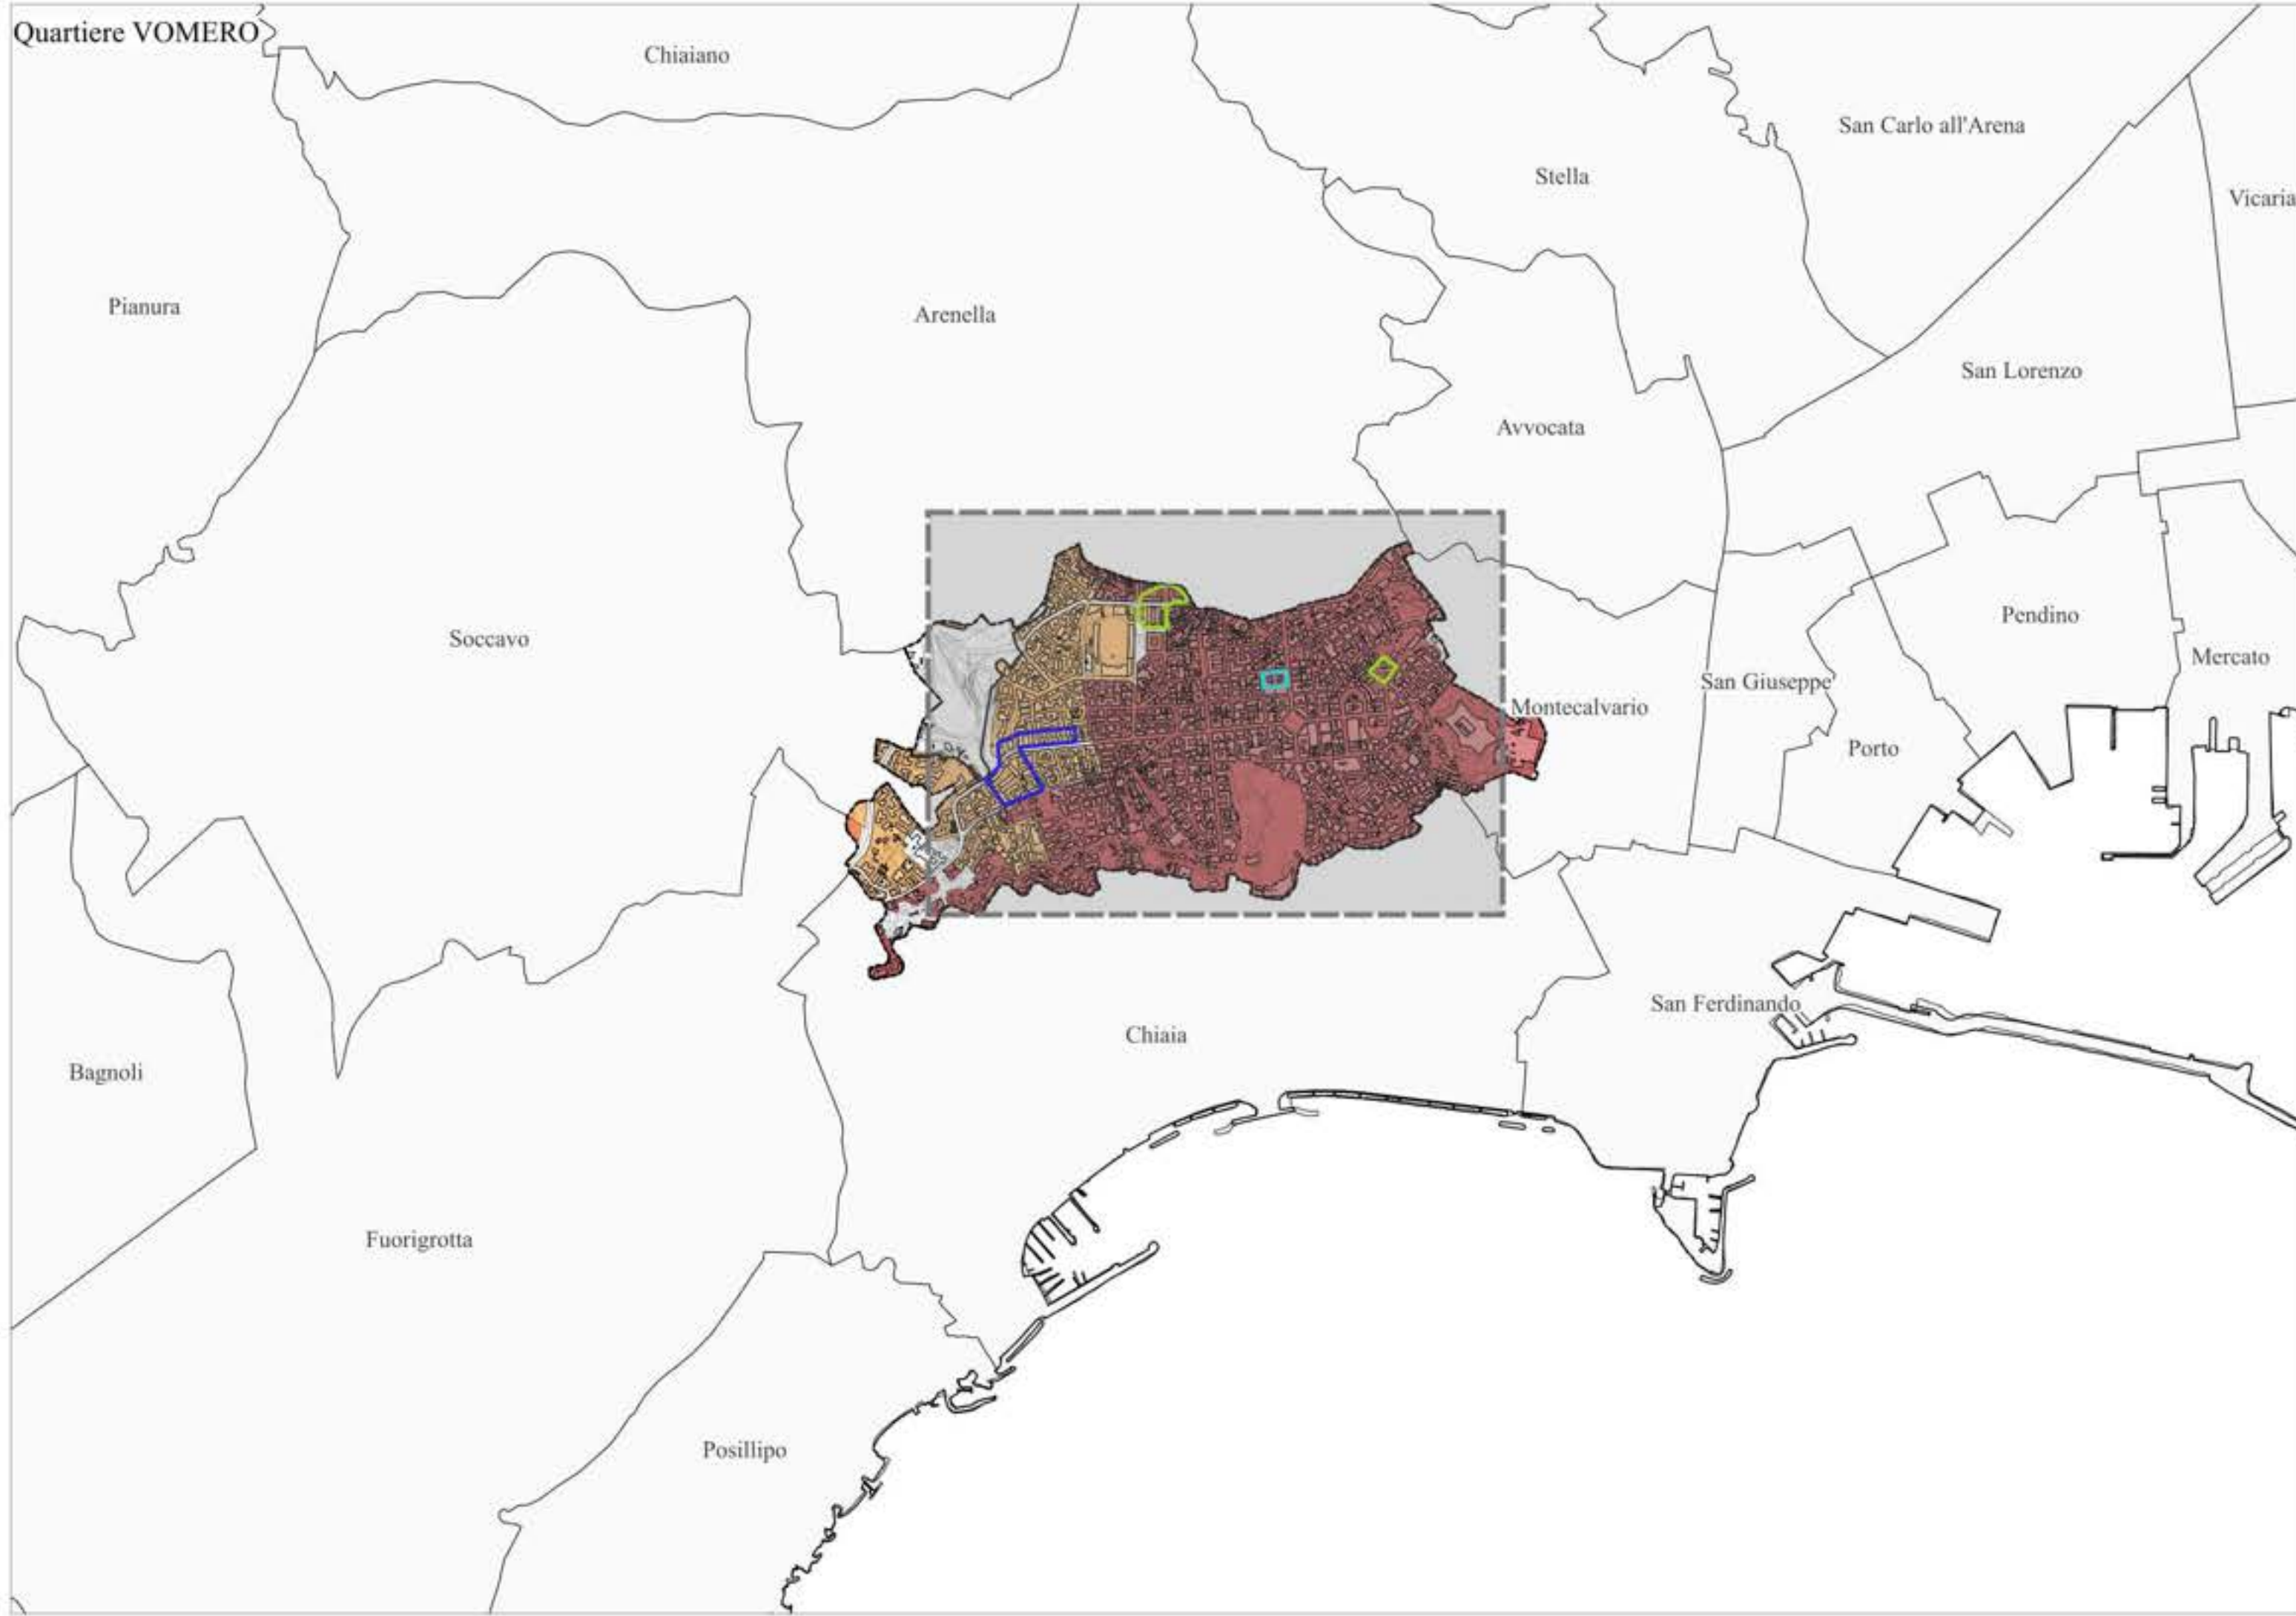 Quartiere VOMERO
Chiaiano
San Carlo all'Arena
Stella
Vicaria
Pianura
Arenella
San Lorenzo
Avvocata
Pendino
Soccavo
Mercato
San Giuseppe
Montecalvario
Porto
San Ferdinando
Chiaia
Bagnoli
Fuorigrotta
Posillipo